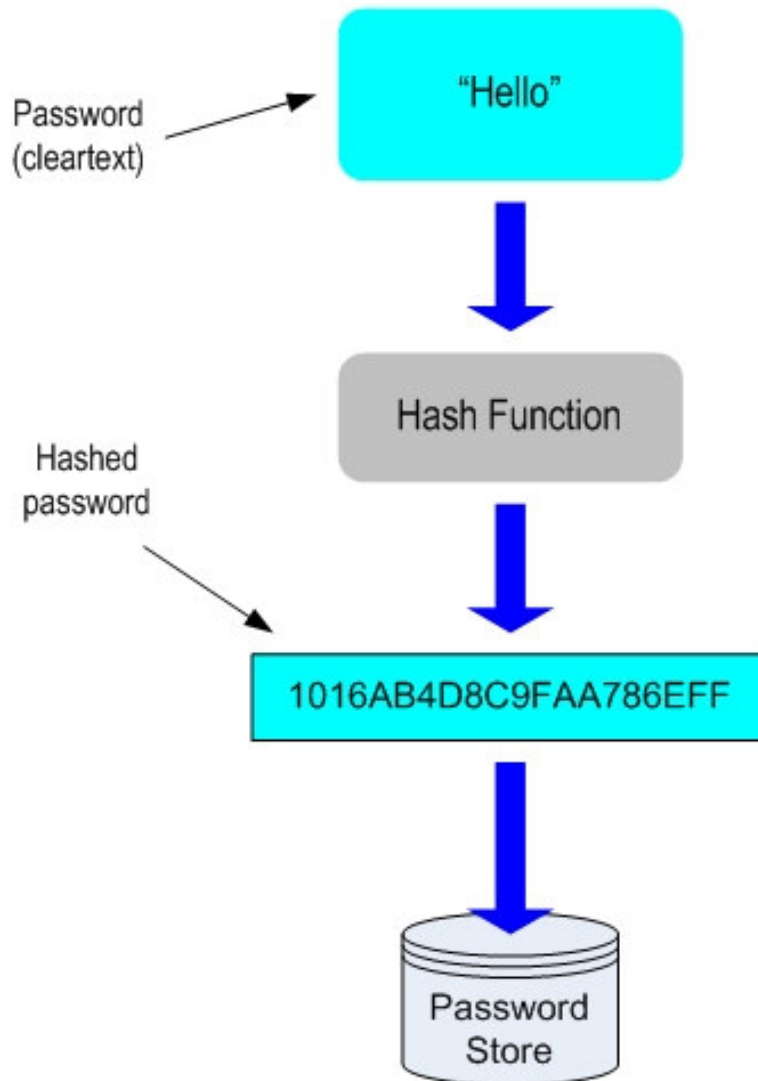 “Hello”
Password
(cleartext)
Hash Function
Hashed
password
1016AB4D8C9FAA786EFF
Password
Store